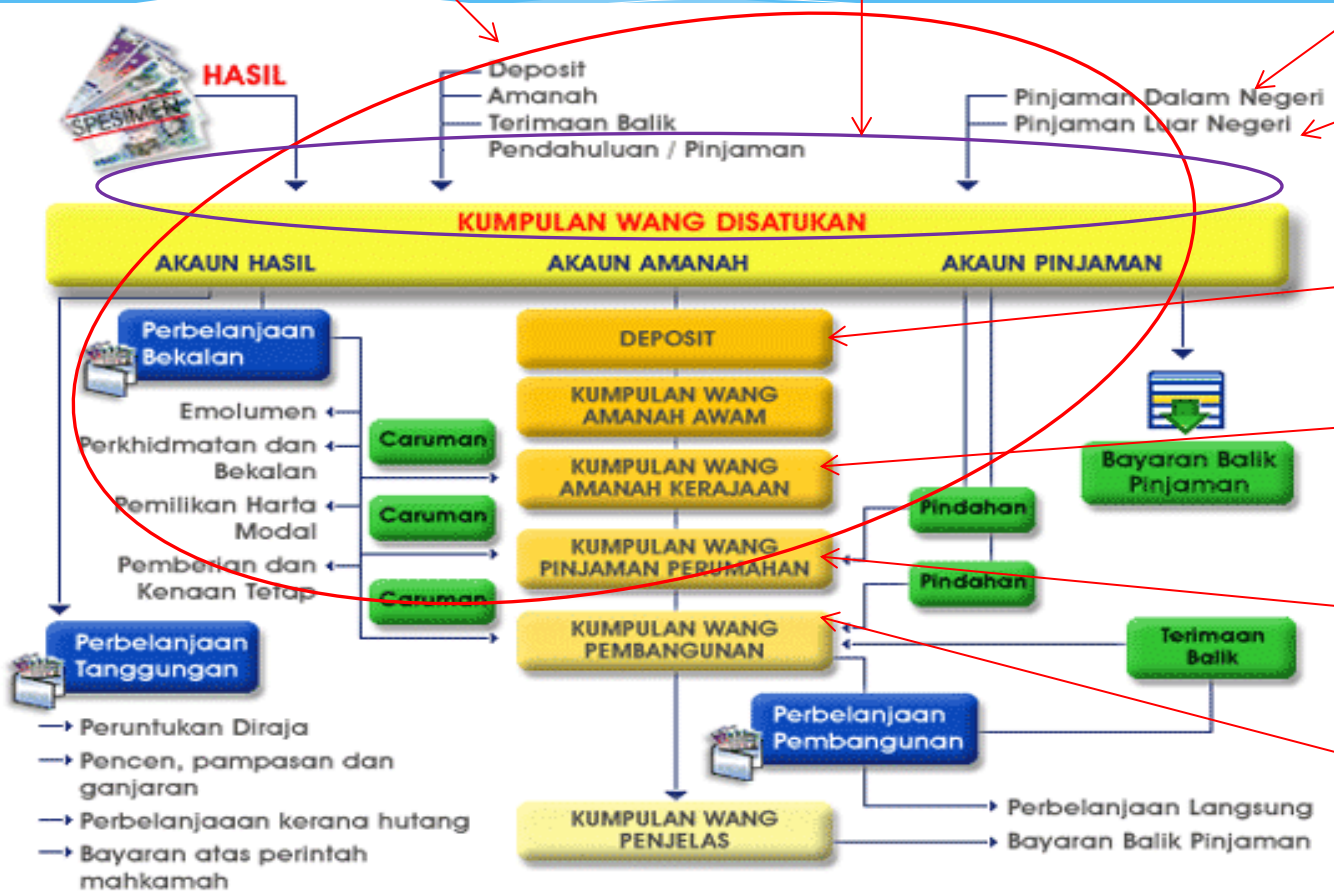 HASIL
SPESIMEN
Deposit
Amanah
Terimaan Balik
Pendahuluan / Pinjaman
Pinjaman Dalam Negeri
Pinjaman Luar Negeri
KUMPULAN WANG DISATUKAN
AKAUN HASIL
AKAUN AMANAH
AKAUN PINJAMAN
Perbelanjaan
Bekalan
Emolumen
Perkhidmatan dan
Bekalan
Pemilikan Harta
Modal
Pemberian dan
Kenaan Tetap
Caruman
Caruman
Caruman
DEPOSIT
KUMPULAN WANG
AMANAH AWAM
KUMPULAN WANG
AMANAH KERAJAAN
KUMPULAN WANG
PINJAMAN PERUMAHAN
KUMPULAN WANG
PEMBANGUNAN
Pindahan
Pindahan
Bayaran Balik
Pinjaman
Terimaan
Balik
Perbelanjaan
Tanggungan
Peruntukan Diraja
Pencen, pampasan dan
ganjaran
Perbelanjaaan kerana hutang
Bayaran atas perintah
mahkamah
Perbelanjaan
Pembangunan
KUMPULAN WANG
PENJELAS
Perbelanjaan Langsung
Bayaran Balik Pinjaman